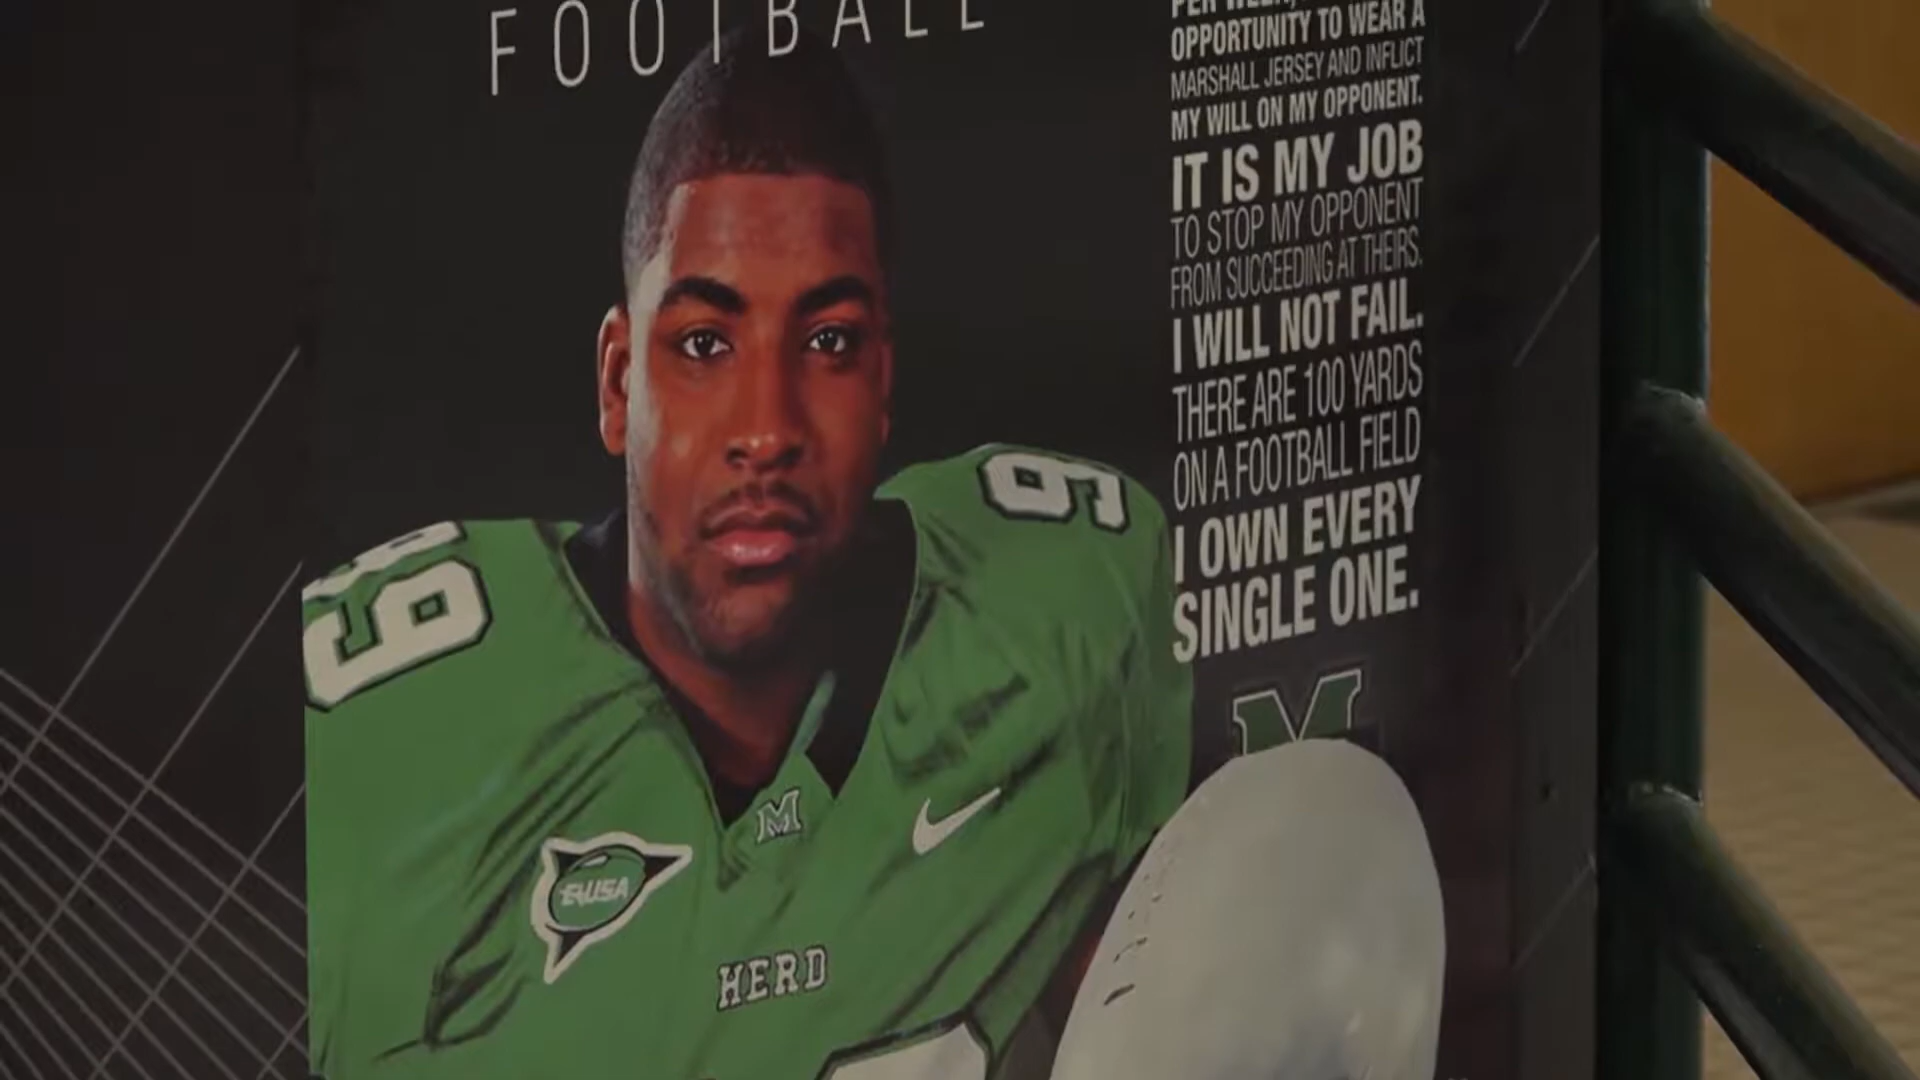 FOOTBALL
PER WEEK,
OPPORTUNITY TO WEAR A
MARSHALL JERSEY AND INFLICT
MY WILL ON MY OPPONENT.
IT IS MY JOB
TO STOP MY OPPONENT
FROM SUCCEEDING AT THEIRS.
I WILL NOT FAIL.
THERE ARE 100 YARDS
ON A FOOTBALL FIELD
I OWN EVERY
SINGLE ONE.
M
99
9
M
C-USA
HERD